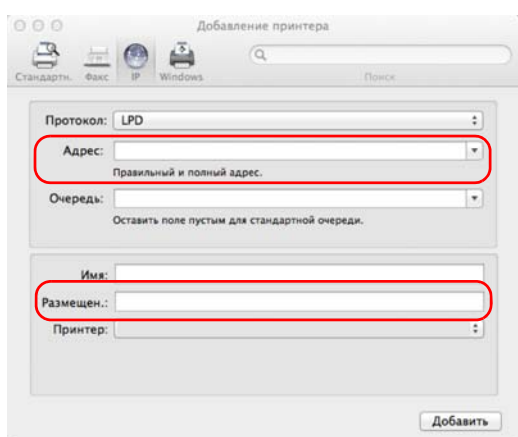 Добавление принтера
Стандартн. Факс IP Windows Поиск
Протокол: LPD
Адрес:
Правильный и полный адрес.
Очередь:
Оставить поле пустым для стандартной очереди.
Имя:
Размещен.:
Принтер:
Добавить